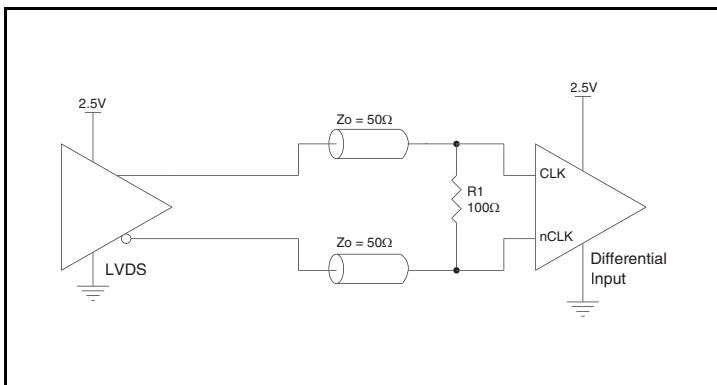 2.5V
2.5V
Zo = 50Ω
CLK
R1
100Ω
nCLK
Zo = 50Ω
LVDS
Differential
Input